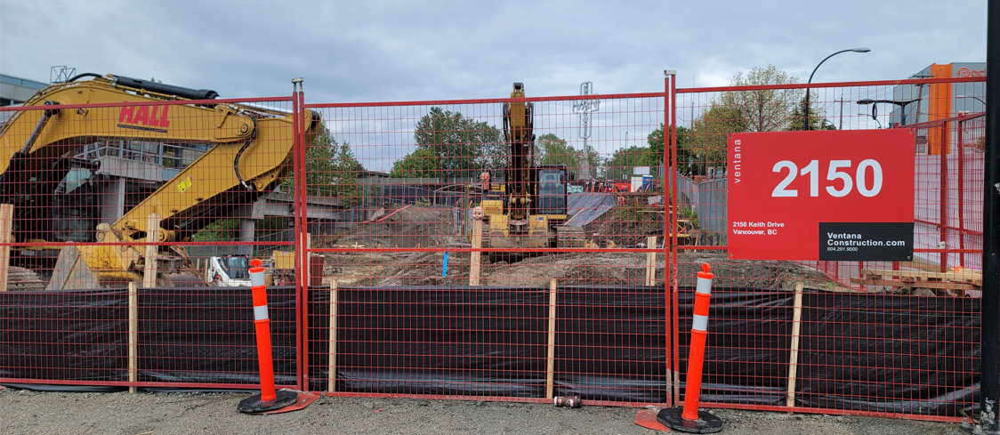 HALL
ventana
2150
2150 Keith Drive
Vancouver, BC
Ventana
Construction.com
604.291.9000